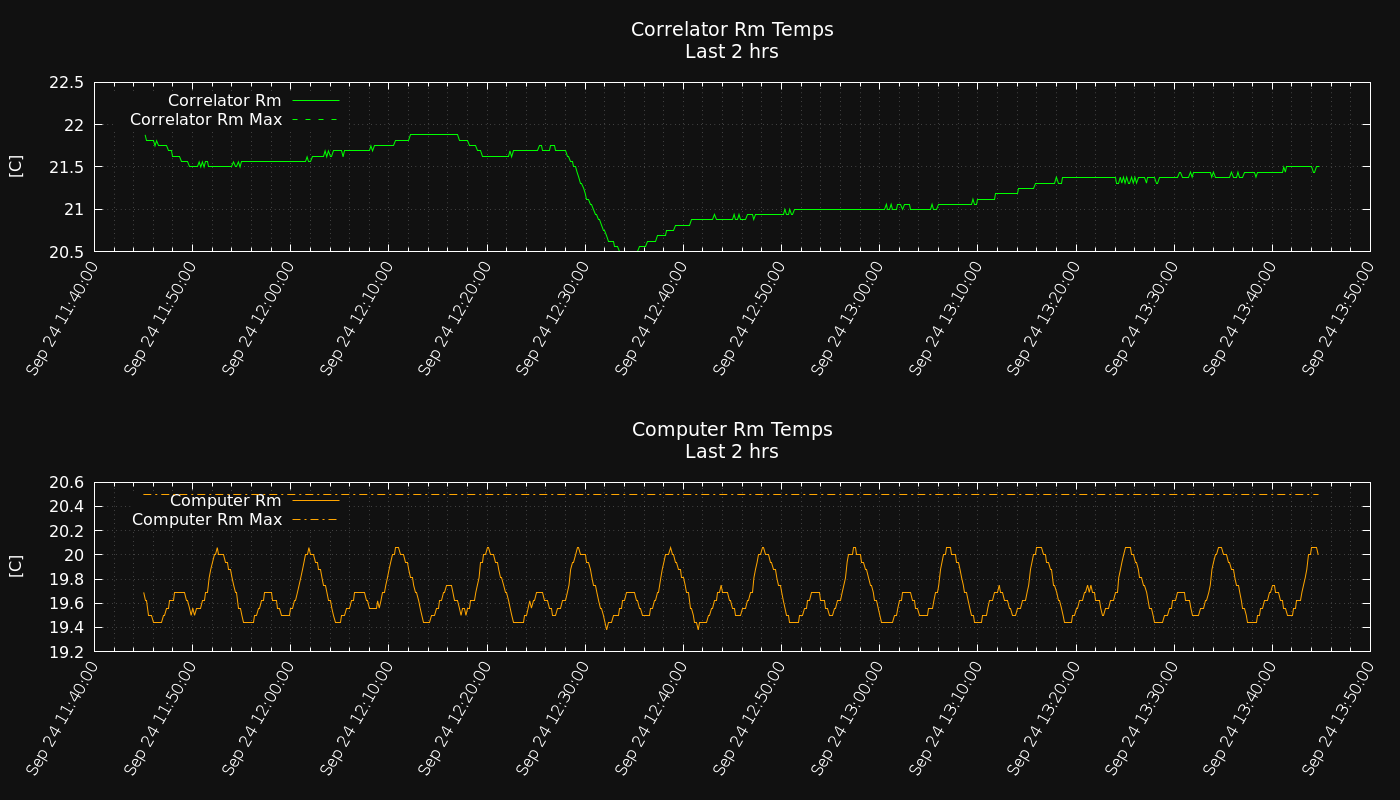 Correlator Rm Temps
Last 2 hrs
22.5
22
21.5
21
20.5
[C]
Correlator Rm
Correlator Rm Max
Sep 24 11:40:00
Sep 24 11:50:00
Sep 24 12:00:00
Sep 24 12:10:00
Sep 24 12:20:00
Sep 24 12:30:00
Sep 24 12:40:00
Sep 24 12:50:00
Sep 24 13:00:00
Sep 24 13:10:00
Sep 24 13:20:00
Sep 24 13:30:00
Sep 24 13:40:00
Sep 24 13:50:00
Computer Rm Temps
Last 2 hrs
20.6
20.4
20.2
20
19.8
19.6
19.4
19.2
[C]
Computer Rm
Computer Rm Max
Sep 24 11:40:00
Sep 24 11:50:00
Sep 24 12:00:00
Sep 24 12:10:00
Sep 24 12:20:00
Sep 24 12:30:00
Sep 24 12:40:00
Sep 24 12:50:00
Sep 24 13:00:00
Sep 24 13:10:00
Sep 24 13:20:00
Sep 24 13:30:00
Sep 24 13:40:00
Sep 24 13:50:00